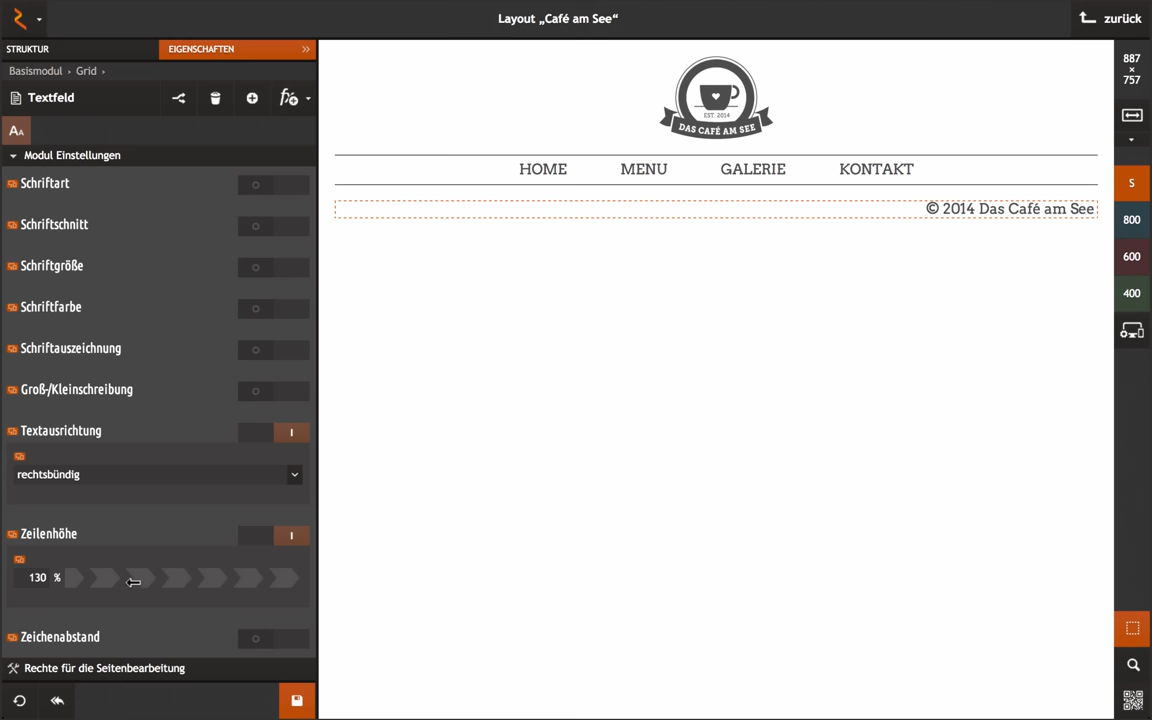 Layout „Café am See“
zurück
STRUKTUR
EIGENSCHAFTEN
Basismodul › Grid ›
Textfeld
AA
Modul Einstellungen
Schriftart
Schriftschnitt
Schriftgröße
Schriftfarbe
Schriftauszeichnung
Groß-/Kleinschreibung
Textausrichtung
rechtsbündig
Zeilenhöhe
130 %
Zeichenabstand
Rechte für die Seitenbearbeitung
EST. 2014
DAS CAFÉ AM SEE
HOME MENU GALERIE KONTAKT
© 2014 Das Café am See
887
×
757
S
800
600
400